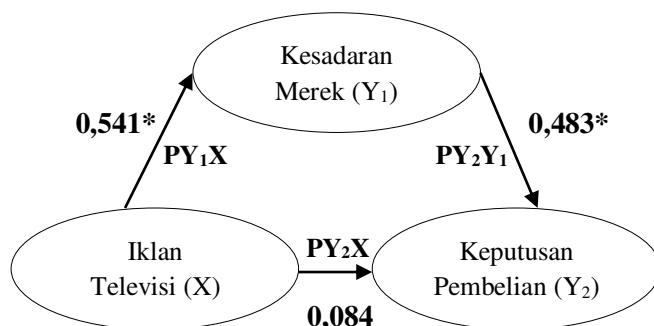 Kesadaran
Merek (Y₁)
0,541*
0,483*
PY₁X
PY₂Y₁
Iklan
Televisi (X)
PY₂X
0,084
Keputusan
Pembelian (Y₂)